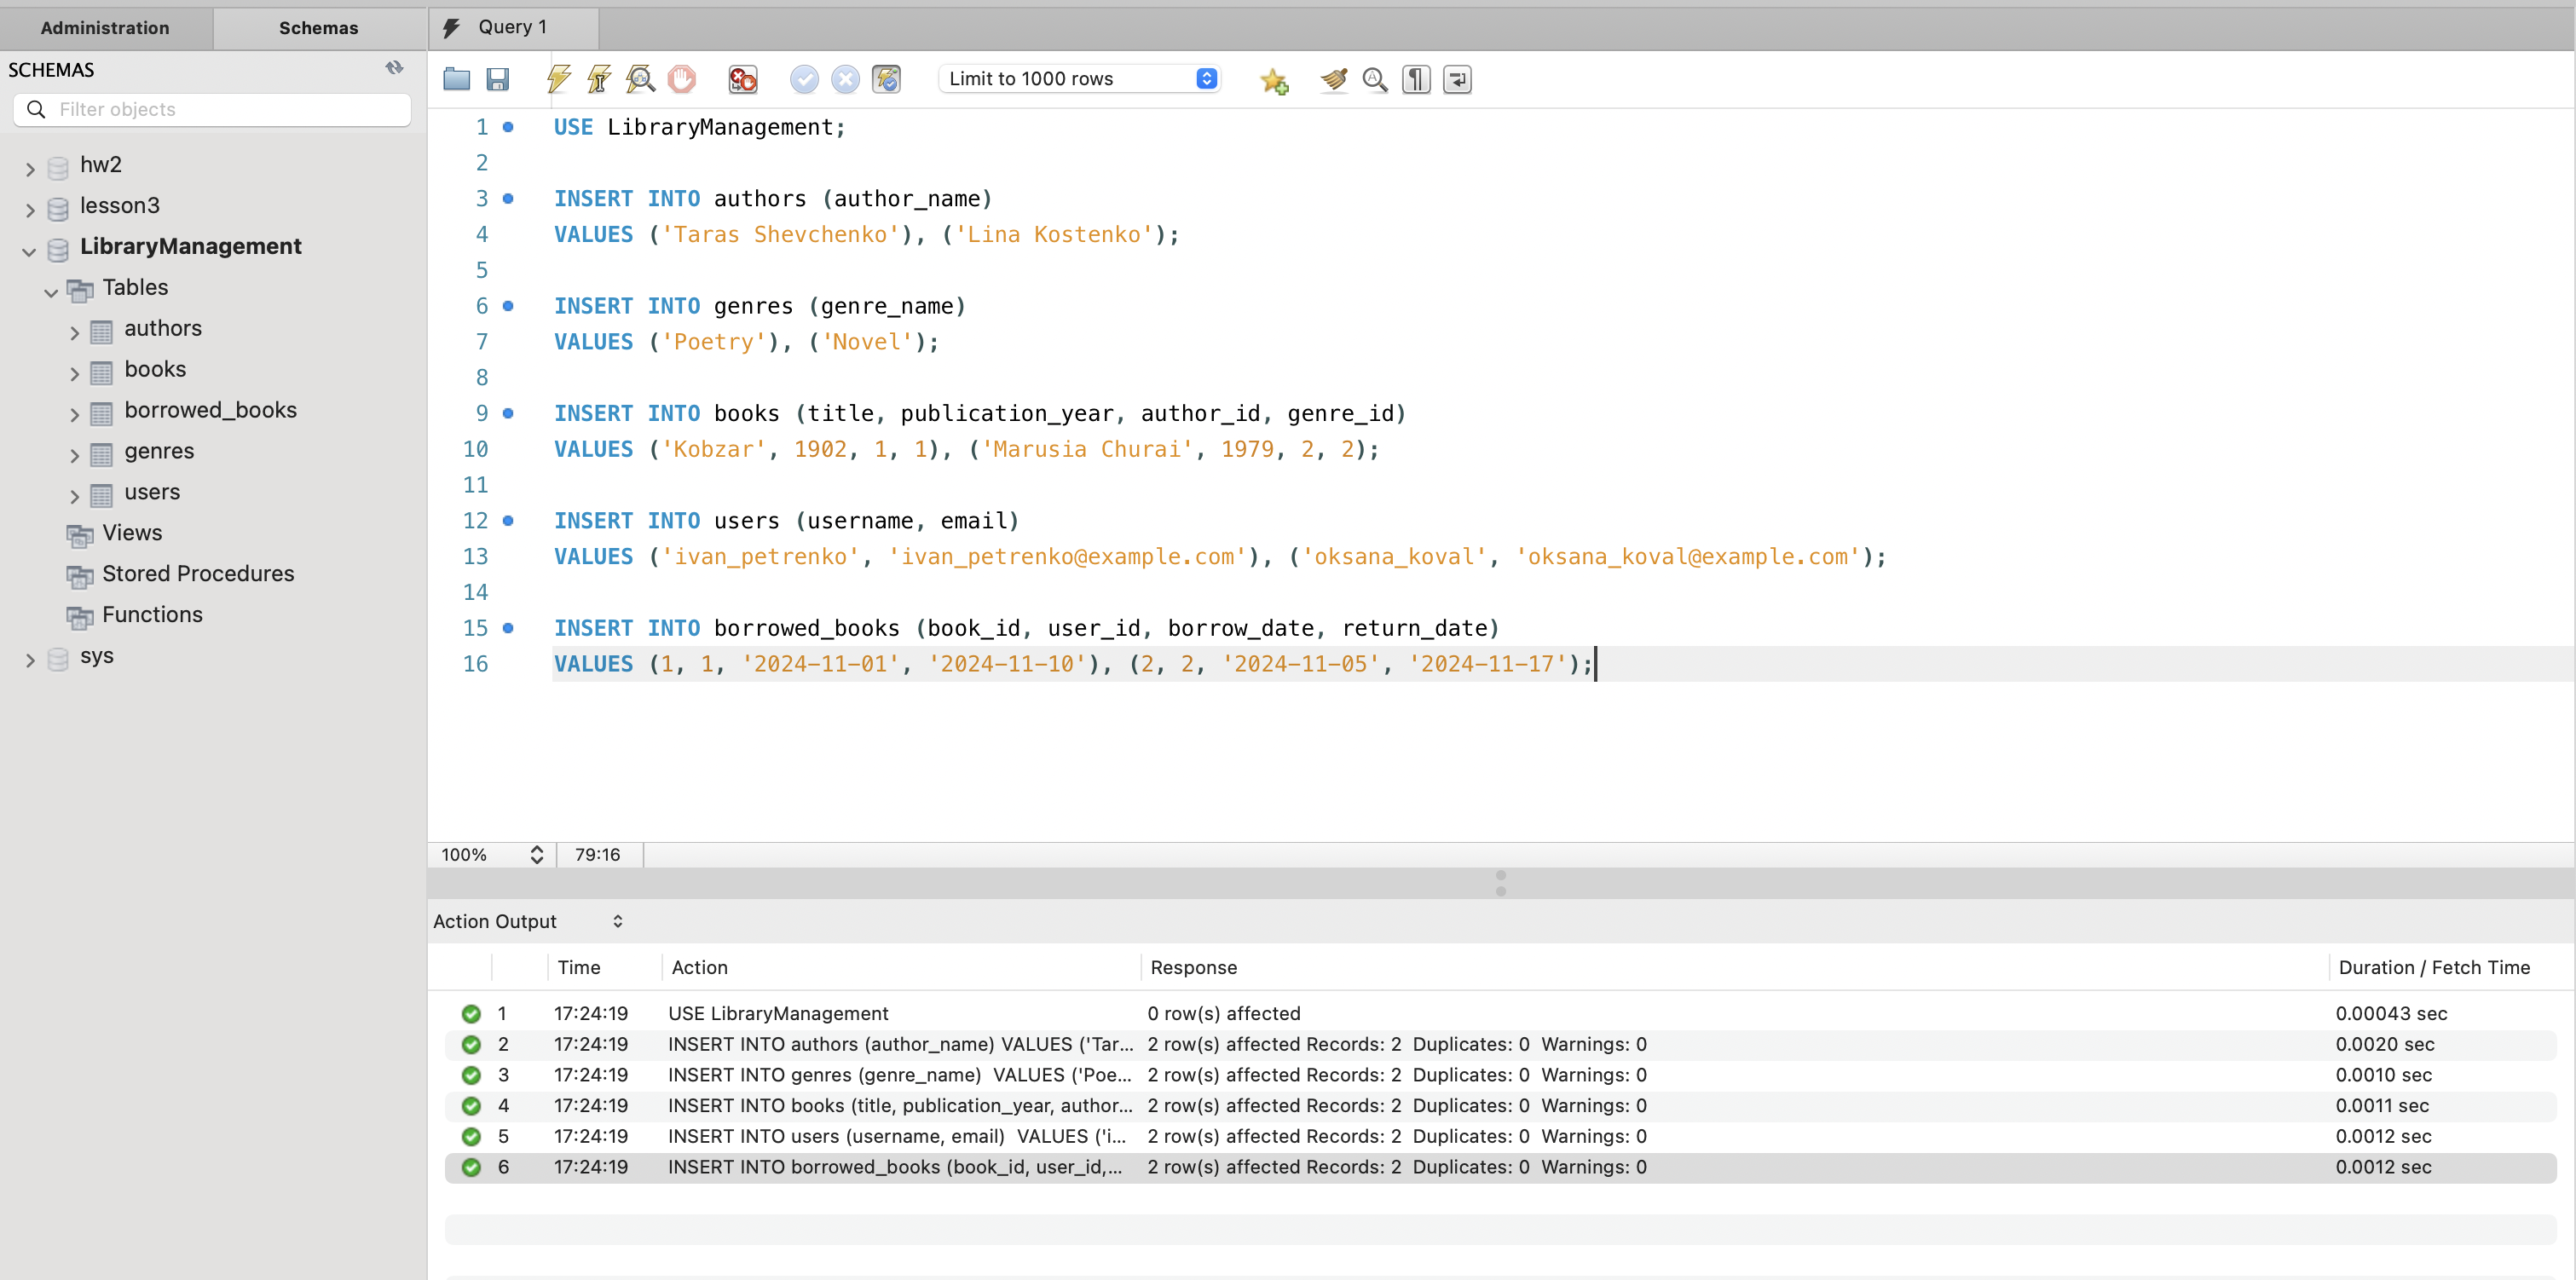 Administration
Schemas
Query 1
SCHEMAS
Filter objects
hw2
lesson3
LibraryManagement
Tables
authors
books
borrowed_books
genres
users
Views
Stored Procedures
Functions
sys
Limit to 1000 rows
1 USE LibraryManagement;
2
3 INSERT INTO authors (author_name)
4 VALUES ('Taras Shevchenko'), ('Lina Kostenko');
5
6 INSERT INTO genres (genre_name)
7 VALUES ('Poetry'), ('Novel');
8
9 INSERT INTO books (title, publication_year, author_id, genre_id)
10 VALUES ('Kobzar', 1902, 1, 1), ('Marusia Churai', 1979, 2, 2);
11
12 INSERT INTO users (username, email)
13 VALUES ('ivan_petrenko', 'ivan_petrenko@example.com'), ('oksana_koval', 'oksana_koval@example.com');
14
15 INSERT INTO borrowed_books (book_id, user_id, borrow_date, return_date)
16 VALUES (1, 1, '2024-11-01', '2024-11-10'), (2, 2, '2024-11-05', '2024-11-17');
100% 79:16
Action Output
Time Action Response Duration / Fetch Time
1 17:24:19 USE LibraryManagement 0 row(s) affected 0.00043 sec
2 17:24:19 INSERT INTO authors (author_name) VALUES ('Tar... 2 row(s) affected Records: 2 Duplicates: 0 Warnings: 0 0.0020 sec
3 17:24:19 INSERT INTO genres (genre_name) VALUES ('Poe... 2 row(s) affected Records: 2 Duplicates: 0 Warnings: 0 0.0010 sec
4 17:24:19 INSERT INTO books (title, publication_year, author... 2 row(s) affected Records: 2 Duplicates: 0 Warnings: 0 0.0011 sec
5 17:24:19 INSERT INTO users (username, email) VALUES ('i... 2 row(s) affected Records: 2 Duplicates: 0 Warnings: 0 0.0012 sec
6 17:24:19 INSERT INTO borrowed_books (book_id, user_id,... 2 row(s) affected Records: 2 Duplicates: 0 Warnings: 0 0.0012 sec